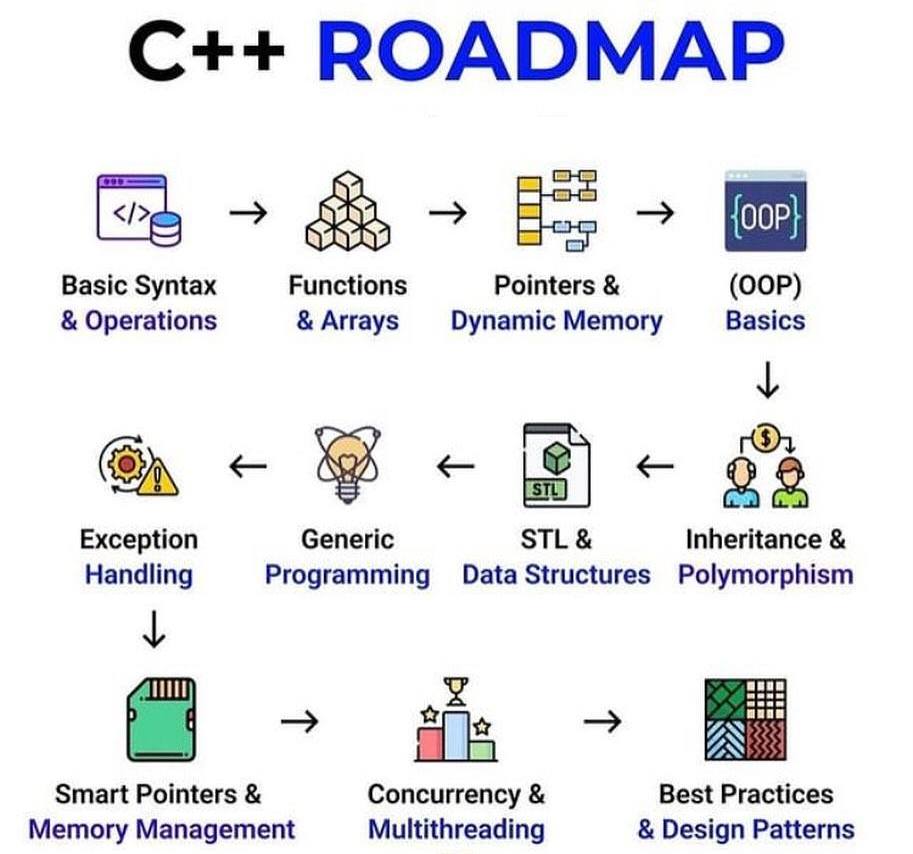 C++ ROADMAP
</>
{OOP}
Basic Syntax
& Operations
Functions
& Arrays
Pointers &
Dynamic Memory
(OOP)
Basics
$
STL
Exception
Handling
Generic
Programming
STL &
Data Structures
Inheritance &
Polymorphism
Smart Pointers &
Memory Management
Concurrency &
Multithreading
Best Practices
& Design Patterns